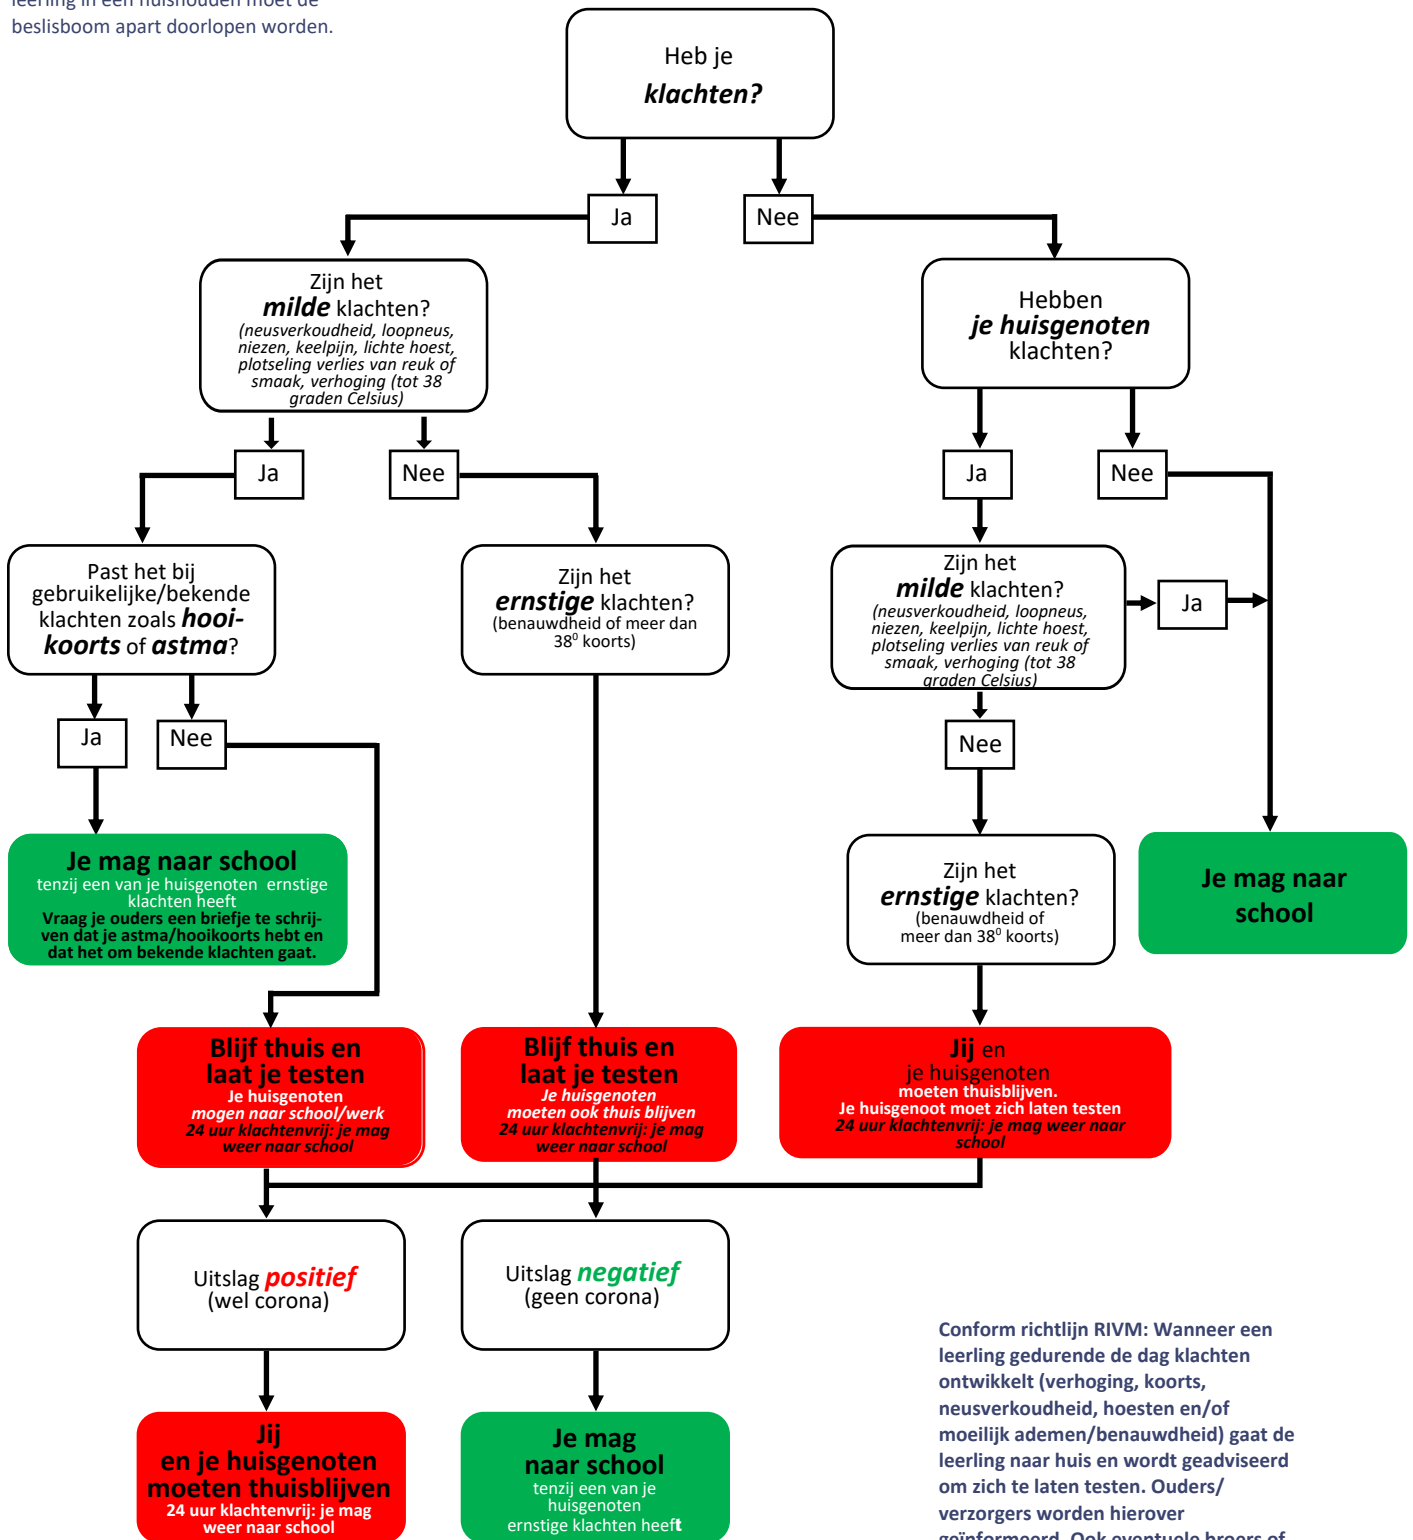 leerling in een huishouden moet de
beslisboom apart doorlopen worden.
Heb je
klachten?
Ja
Nee
Zijn het
milde klachten?
(neusverkoudheid, loopneus,
niezen, keelpijn, lichte hoest,
plotseling verlies van reuk of
smaak, verhoging (tot 38
graden Celsius)
Hebben
je huisgenoten
klachten?
Ja
Nee
Ja
Nee
Past het bij
gebruikelijke/bekende
klachten zoals hooi-
koorts of astma?
Zijn het
ernstige klachten?
(benauwdheid of meer dan
38⁰ koorts)
Zijn het
milde klachten?
(neusverkoudheid, loopneus,
niezen, keelpijn, lichte hoest,
plotseling verlies van reuk of
smaak, verhoging (tot 38
graden Celsius)
Ja
Ja
Nee
Nee
Je mag naar school
tenzij een van je huisgenoten ernstige
klachten heeft
Vraag je ouders een briefje te schrij-
ven dat je astma/hooikoorts hebt en
dat het om bekende klachten gaat.
Zijn het
ernstige klachten?
(benauwdheid of
meer dan 38⁰ koorts)
Je mag naar
school
Blijf thuis en
laat je testen
Je huisgenoten
mogen naar school/werk
24 uur klachtenvrij: je mag
weer naar school
Blijf thuis en
laat je testen
Je huisgenoten
moeten ook thuis blijven
24 uur klachtenvrij: je mag
weer naar school
Jij en
je huisgenoten
moeten thuisblijven.
Je huisgenoot moet zich laten testen
24 uur klachtenvrij: je mag weer naar
school
Uitslag positief
(wel corona)
Uitslag negatief
(geen corona)
Jij
en je huisgenoten
moeten thuisblijven
24 uur klachtenvrij: je mag
weer naar school
Je mag
naar school
tenzij een van je
huisgenoten
ernstige klachten heeft
Conform richtlijn RIVM: Wanneer een
leerling gedurende de dag klachten
ontwikkelt (verhoging, koorts,
neusverkoudheid, hoesten en/of
moeilijk ademen/benauwdheid) gaat de
leerling naar huis en wordt geadviseerd
om zich te laten testen. Ouders/
verzorgers worden hierover
geïnformeerd. Ook eventuele broers of